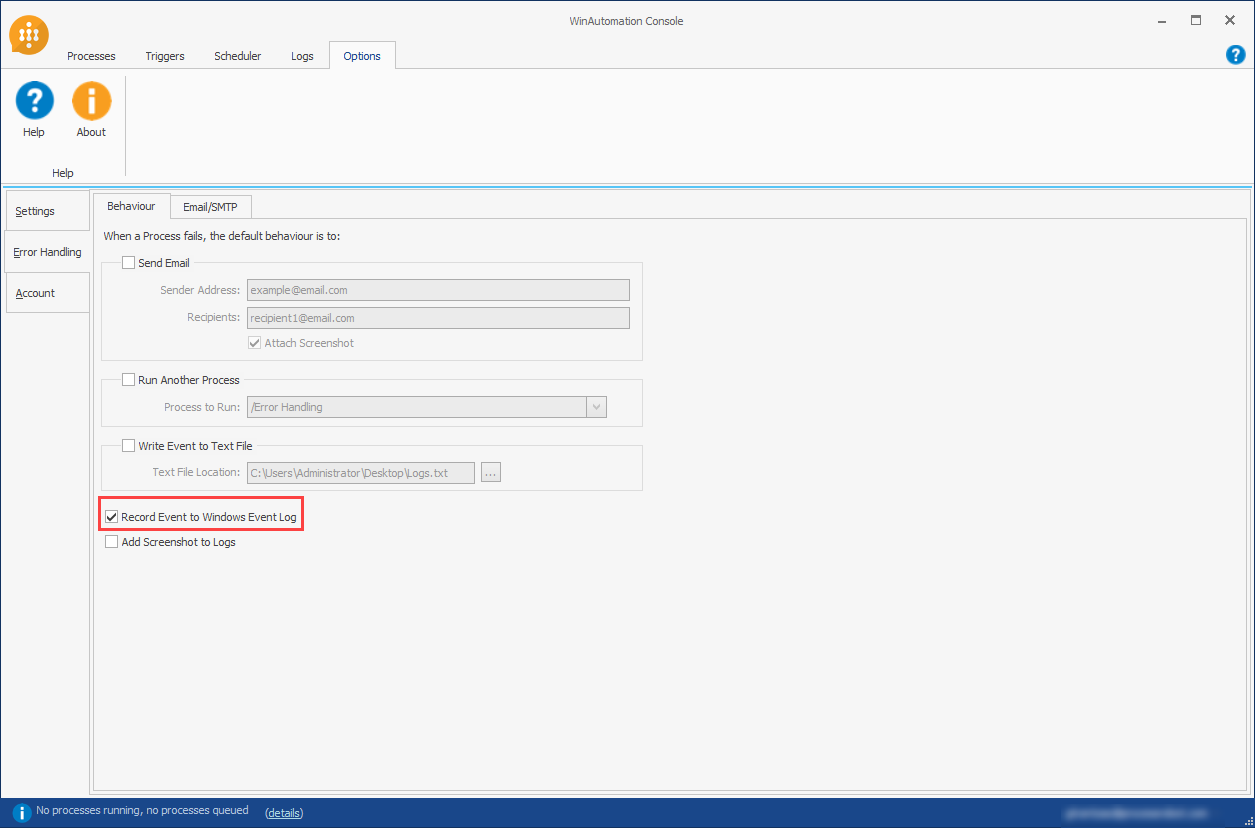 WinAutomation Console
Processes Triggers Scheduler Logs Options
?
? i
Help About
Help
Settings
Error Handling
Account
Behaviour Email/SMTP
When a Process fails, the default behaviour is to:
Send Email
Sender Address: example@email.com
Recipients: recipient1@email.com
Attach Screenshot
Run Another Process
Process to Run: /Error Handling
Write Event to Text File
Text File Location: C:\Users\Administrator\Desktop\Logs.txt ...
Record Event to Windows Event Log
Add Screenshot to Logs
i No processes running, no processes queued (details)